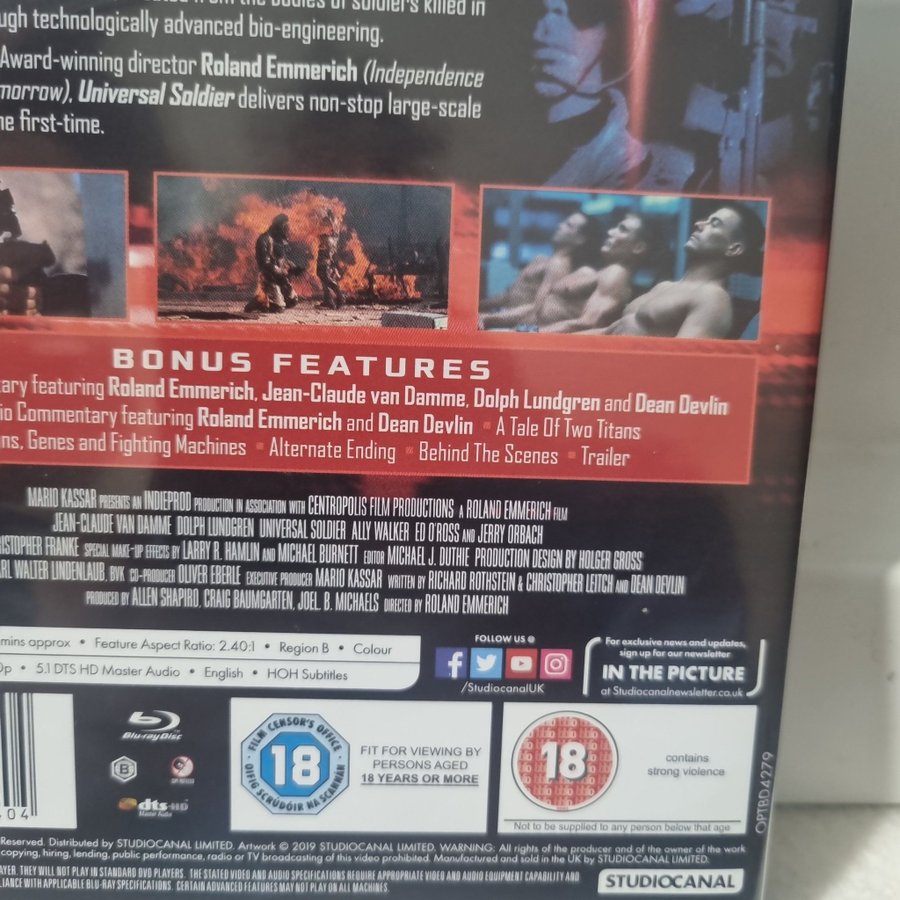 from the bodies of soldiers killed in
technologically advanced bio-engineering.
Award-winning director Roland Emmerich (Independence
Universal Soldier delivers non-stop large-scale
first-time.
BONUS FEATURES
featuring Roland Emmerich, Jean-Claude van Damme, Dolph Lundgren and Dean Devlin
Commentary featuring Roland Emmerich and Dean Devlin • A Tale Of Two Titans
Genes and Fighting Machines • Alternate Ending • Behind The Scenes • Trailer
MARIO KASSAR PRESENTS AN INDIEPROD PRODUCTION IN ASSOCIATION WITH CENTROPOLIS FILM PRODUCTIONS A ROLAND EMMERICH FILM
JEAN-CLAUDE VAN DAMME DOLPH LUNDGREN UNIVERSAL SOLDIER ALLY WALKER ED O'ROSS AND JERRY ORBACH
FRANKE SPECIAL MAKE-UP EFFECTS BY LARRY R. HAMLIN AND MICHAEL BURNETT EDITOR MICHAEL J. DUTHIE PRODUCTION DESIGN BY HOLGER GROSS
WALTER LINDENLAUB, BVK CO-PRODUCER OLIVER EBERLE EXECUTIVE PRODUCER MARIO KASSAR WRITTEN BY RICHARD ROTHSTEIN & CHRISTOPHER LEITCH AND DEAN DEVLIN
PRODUCED BY ALLEN SHAPIRO, CRAIG BAUMGARTEN, JOEL B. MICHAELS DIRECTED BY ROLAND EMMERICH
mins approx • Feature Aspect Ratio: 2.40:1 • Region B • Colour
5.1 DTS HD Master Audio • English • HOH Subtitles
FOLLOW US @
/StudiocanalUK
For exclusive news and updates,
sign up for our newsletter
IN THE PICTURE
at Studiocanalnewsletter.co.uk
Blu-ray Disc
B
dts-HD
Master Audio
FILM CENSOR'S OFFICE
18
OIFIG SCRÚDÓIR NA SCANNÁN
FIT FOR VIEWING BY
PERSONS AGED
18 YEARS OR MORE
18
contains
strong violence
Not to be supplied to any person below that age
OPTBD4279
Reserved. Distributed by STUDIOCANAL LIMITED. Artwork © 2019 STUDIOCANAL LIMITED. WARNING: All rights of the producer and of the owner of the work
copying, hiring, lending, public performance, radio or TV broadcasting of this video prohibited. Manufactured and sold in the UK by STUDIOCANAL LIMITED.
THEY WILL NOT PLAY IN STANDARD DVD PLAYERS. THE STATED VIDEO AND AUDIO SPECIFICATIONS REQUIRE APPROPRIATE VIDEO AND AUDIO EQUIPMENT CAPABILITY AND
WITH APPLICABLE BLU-RAY SPECIFICATIONS. CERTAIN ADVANCED FEATURES MAY NOT PLAY ON ALL MACHINES.
STUDIOCANAL